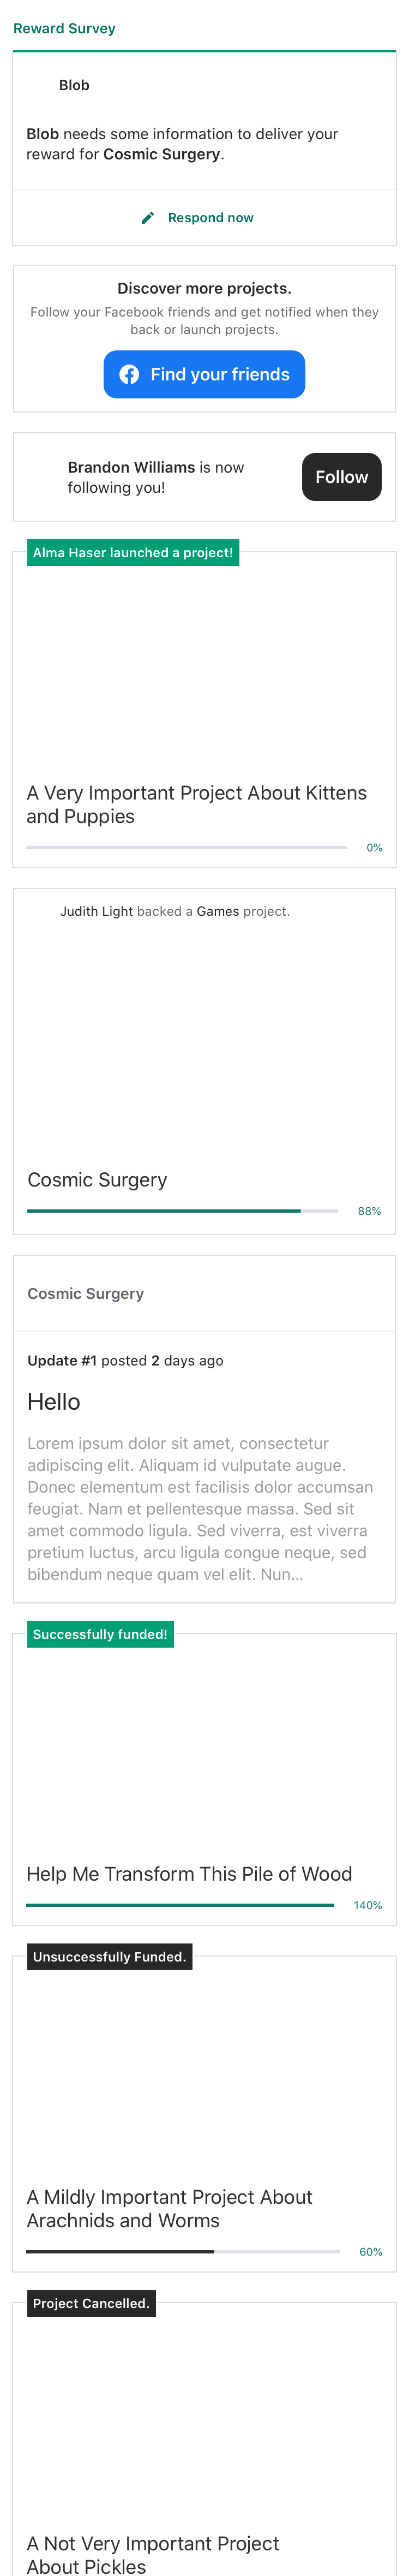 Reward Survey
Blob
Blob needs some information to deliver your
reward for Cosmic Surgery.
Respond now
Discover more projects.
Follow your Facebook friends and get notified when they
back or launch projects.
Find your friends
Brandon Williams is now
following you!
Follow
Alma Haser launched a project!
A Very Important Project About Kittens
and Puppies
0%
Judith Light backed a Games project.
Cosmic Surgery
88%
Cosmic Surgery
Update #1 posted 2 days ago
Hello
Lorem ipsum dolor sit amet, consectetur
adipiscing elit. Aliquam id vulputate augue.
Donec elementum est facilisis dolor accumsan
feugiat. Nam et pellentesque massa. Sed sit
amet commodo ligula. Sed viverra, est viverra
pretium luctus, arcu ligula congue neque, sed
bibendum neque quam vel elit. Nun...
Successfully funded!
Help Me Transform This Pile of Wood
140%
Unsuccessfully Funded.
A Mildly Important Project About
Arachnids and Worms
60%
Project Cancelled.
A Not Very Important Project
About Pickles